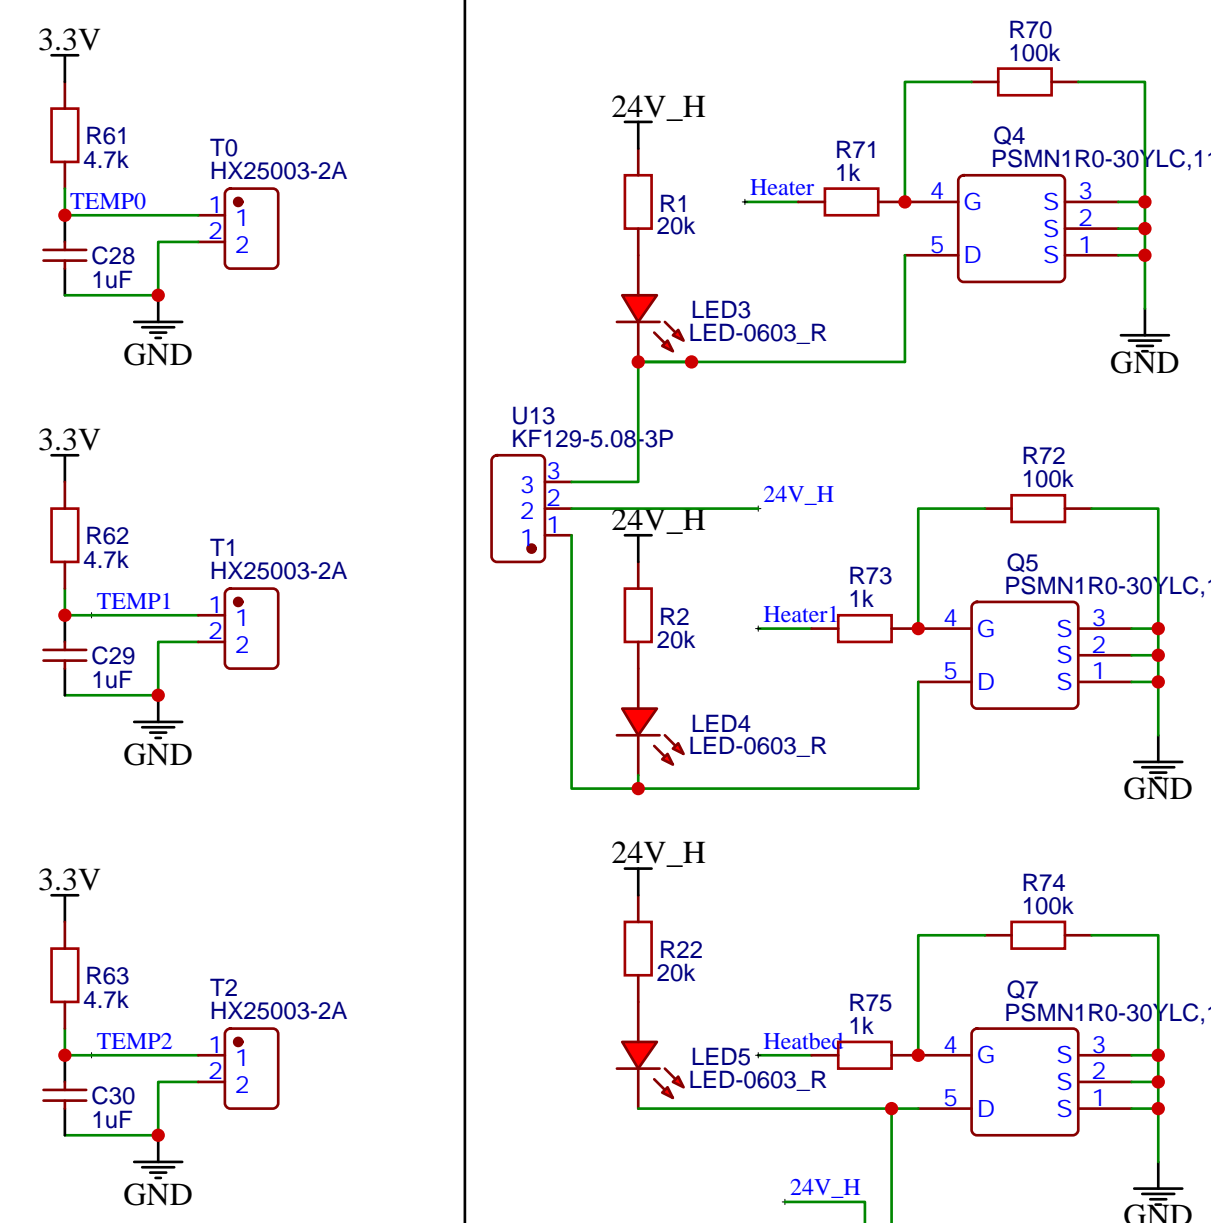 3.3V
R61
4.7k
TEMP0
T0
HX25003-2A
1
2
1
2
C28
1uF
GND
3.3V
R62
4.7k
TEMP1
T1
HX25003-2A
1
2
1
2
C29
1uF
GND
3.3V
R63
4.7k
TEMP2
T2
HX25003-2A
1
2
1
2
C30
1uF
GND
R70
100k
24V_H
R1
20k
Heater
R71
1k
Q4
PSMN1R0-30YLC,11
4
G
5
D
S
3
S
2
S
1
LED3
LED-0603_R
GND
U13
KF129-5.08-3P
3
3
2
2
1
1
24V_H
24V_H
R72
100k
R2
20k
Heater1
R73
1k
Q5
PSMN1R0-30YLC,
4
G
5
D
S
3
S
2
S
1
LED4
LED-0603_R
GND
24V_H
R22
20k
R74
100k
Heatbed
R75
1k
Q7
PSMN1R0-30YLC,
4
G
5
D
S
3
S
2
S
1
LED5
LED-0603_R
24V_H
GND